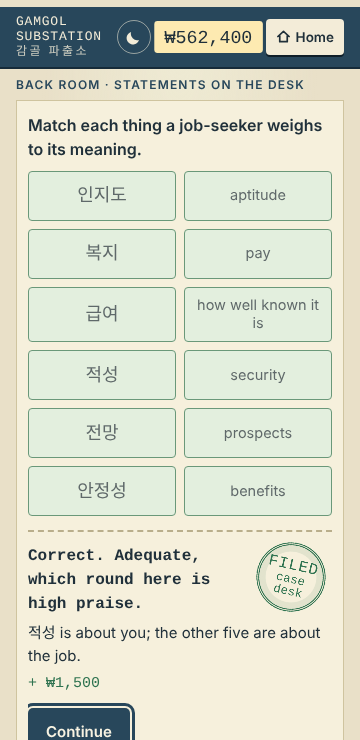 GAMGOL
SUBSTATION
감골 파출소
₩562,400
Home
BACK ROOM · STATEMENTS ON THE DESK
Match each thing a job-seeker weighs
to its meaning.
인지도
aptitude
복지
pay
급여
how well known it
is
적성
security
전망
prospects
안정성
benefits
Correct. Adequate,
which round here is
high praise.
FILED
case
desk
적성 is about you; the other five are about
the job.
+ ₩1,500
Continue